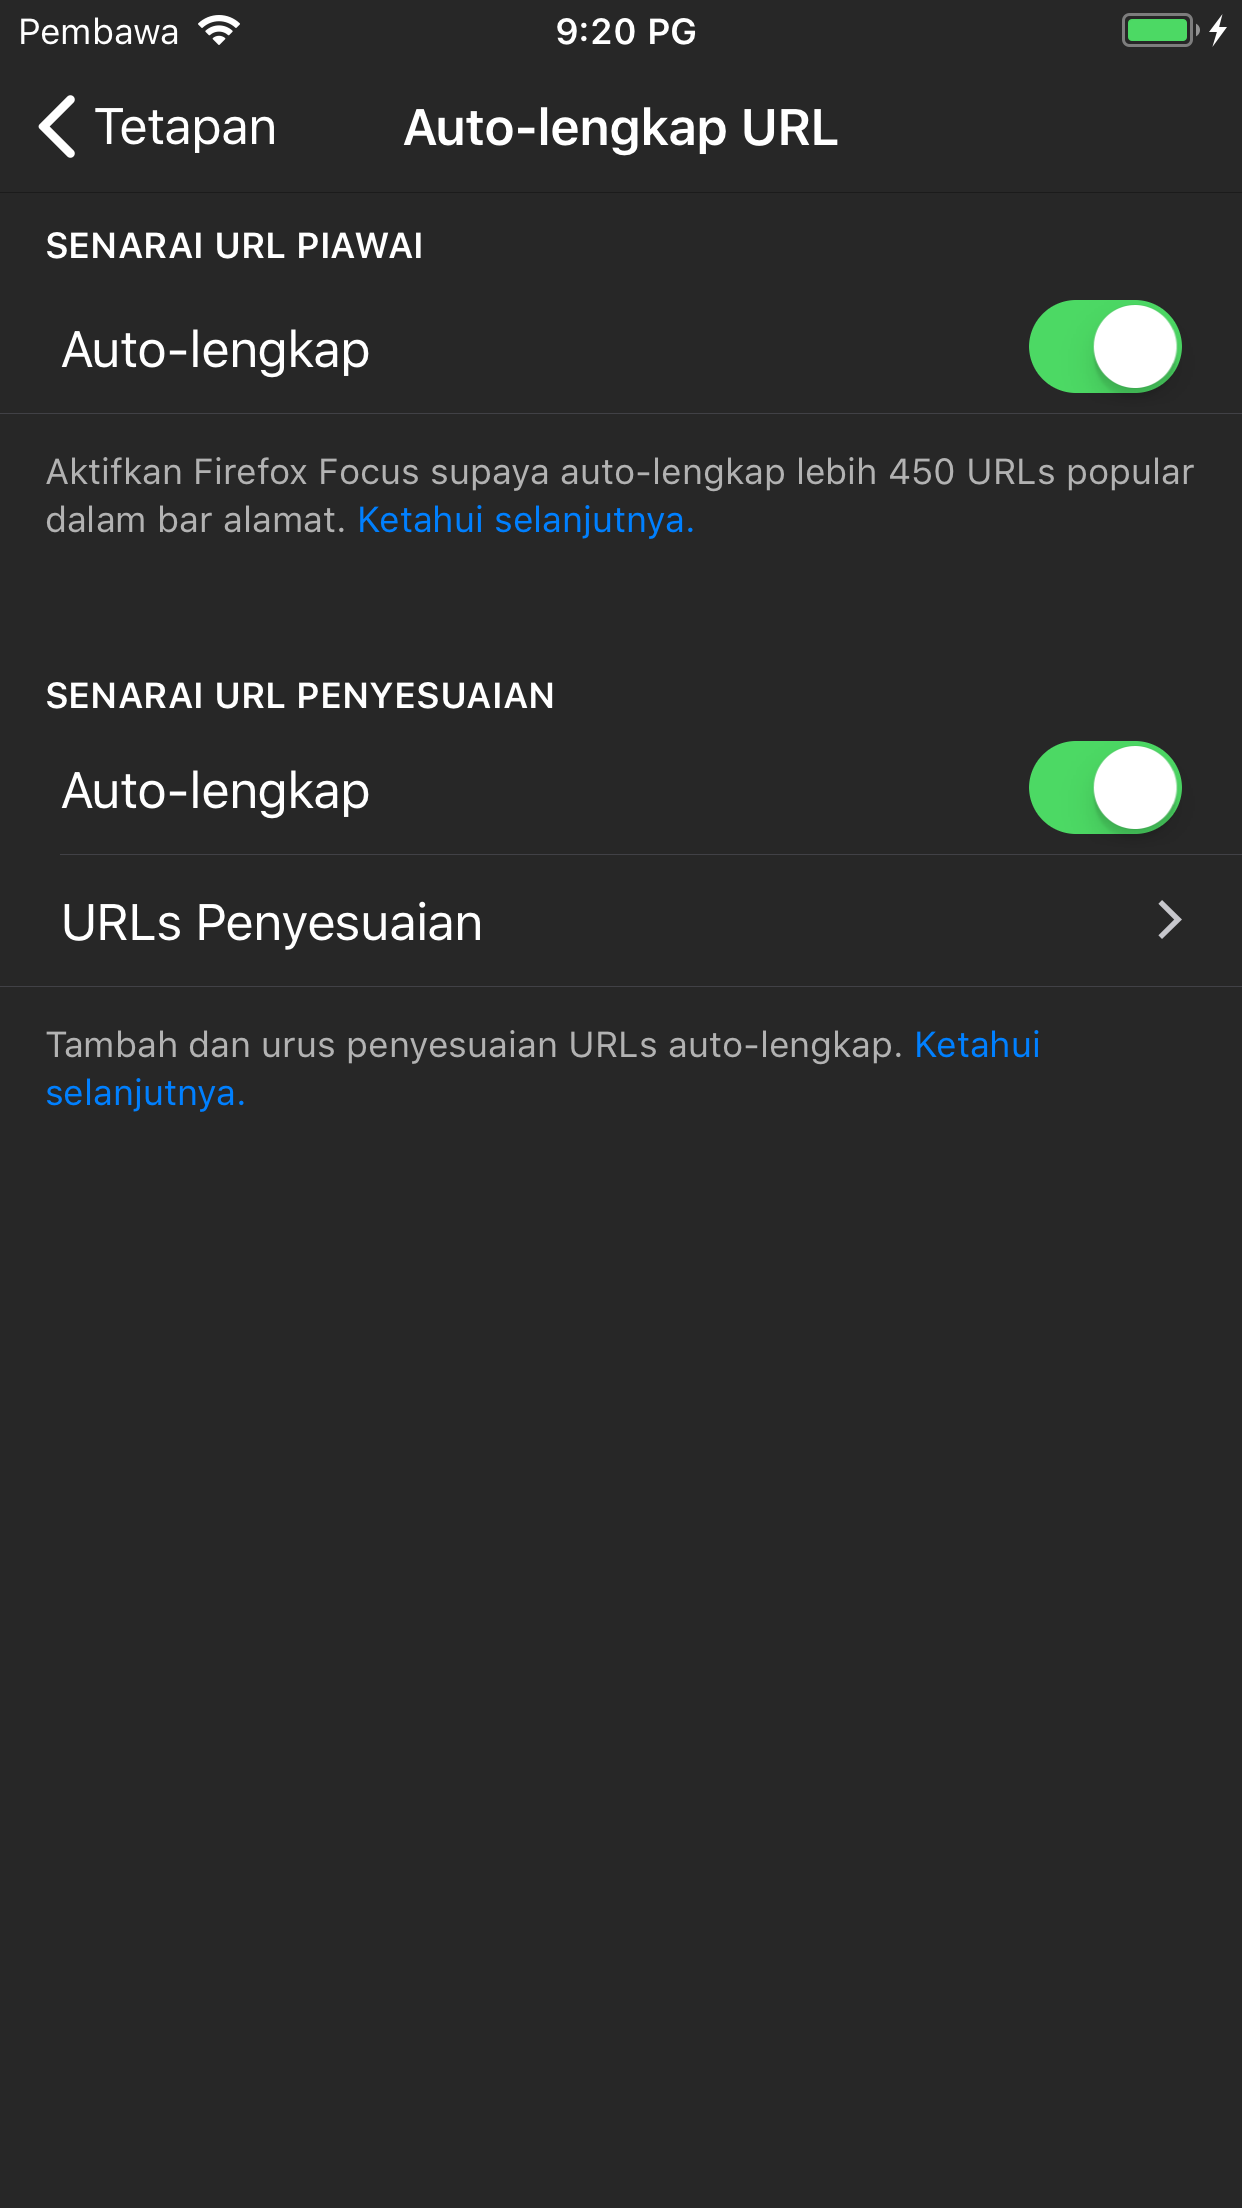 Pembawa
9:20 PG
Tetapan
Auto-lengkap URL
SENARAI URL PIAWAI
Auto-lengkap
Aktifkan Firefox Focus supaya auto-lengkap lebih 450 URLs popular
dalam bar alamat. Ketahui selanjutnya.
SENARAI URL PENYESUAIAN
Auto-lengkap
URLs Penyesuaian
Tambah dan urus penyesuaian URLs auto-lengkap. Ketahui
selanjutnya.